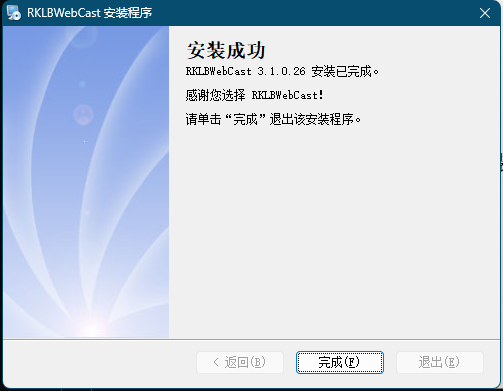 RKLBWebCast 安装程序
安装成功
RKLBWebCast 3.1.0.26 安装已完成。
感谢您选择 RKLBWebCast!
请单击“完成”退出该安装程序。
< 返回(B)
完成(F)
退出(E)